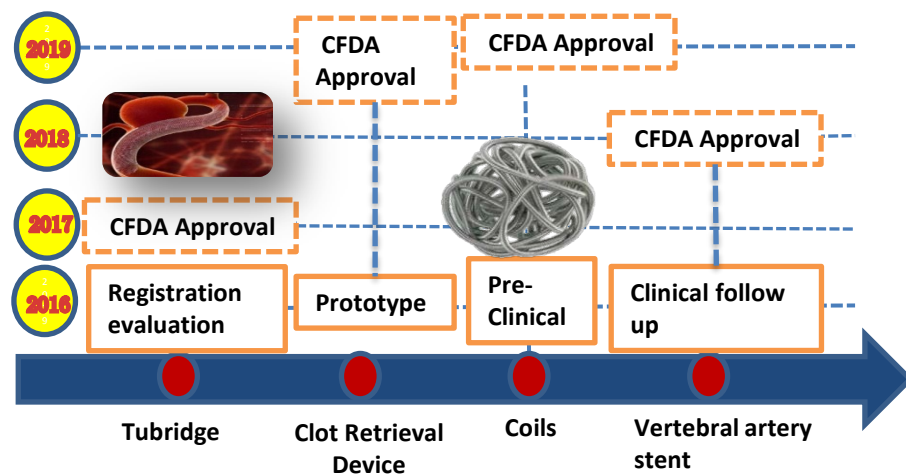 2019
CFDA
Approval
CFDA Approval
2018
CFDA Approval
2017
CFDA Approval
2016
Registration
evaluation
Prototype
Pre-
Clinical
Clinical follow
up
Tubridge
Clot Retrieval
Device
Coils
Vertebral artery
stent